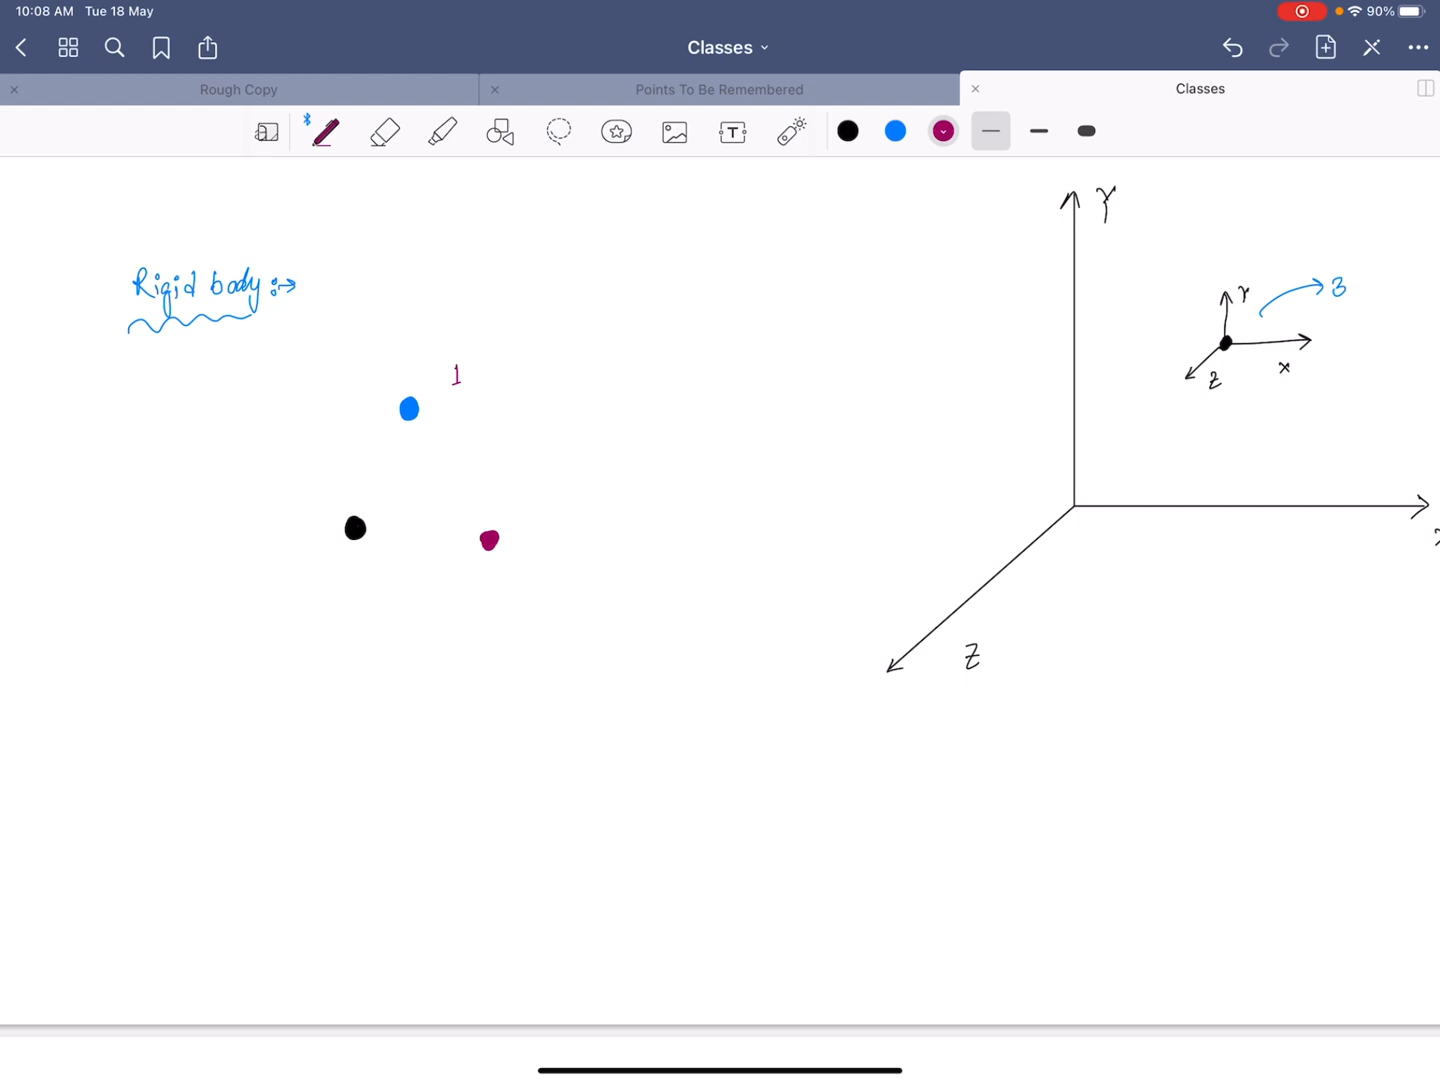 10:08 AM Tue 18 May
90%
Classes
Rough Copy
Points To Be Remembered
Classes
T
Y
Rigid body :→
Y
3
1
x
z
Z